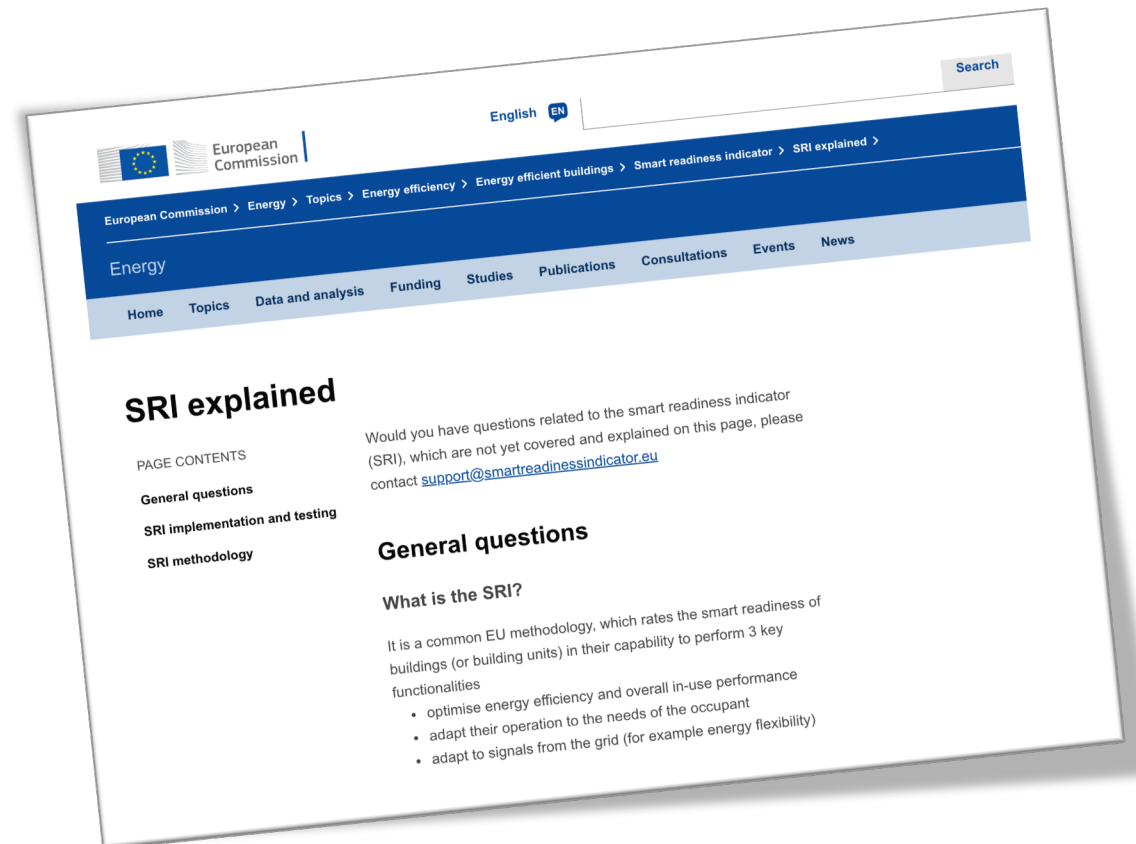 Search
English EN
European
Commission
European Commission > Energy > Topics > Energy efficiency > Energy efficient buildings > Smart readiness indicator > SRI explained >
Energy
Home Topics Data and analysis Funding Studies Publications Consultations Events News
SRI explained
PAGE CONTENTS
General questions
SRI implementation and testing
SRI methodology
Would you have questions related to the smart readiness indicator
(SRI), which are not yet covered and explained on this page, please
contact support@smartreadinessindicator.eu
General questions
What is the SRI?
It is a common EU methodology, which rates the smart readiness of
buildings (or building units) in their capability to perform 3 key
functionalities
• optimise energy efficiency and overall in-use performance
• adapt their operation to the needs of the occupant
• adapt to signals from the grid (for example energy flexibility)